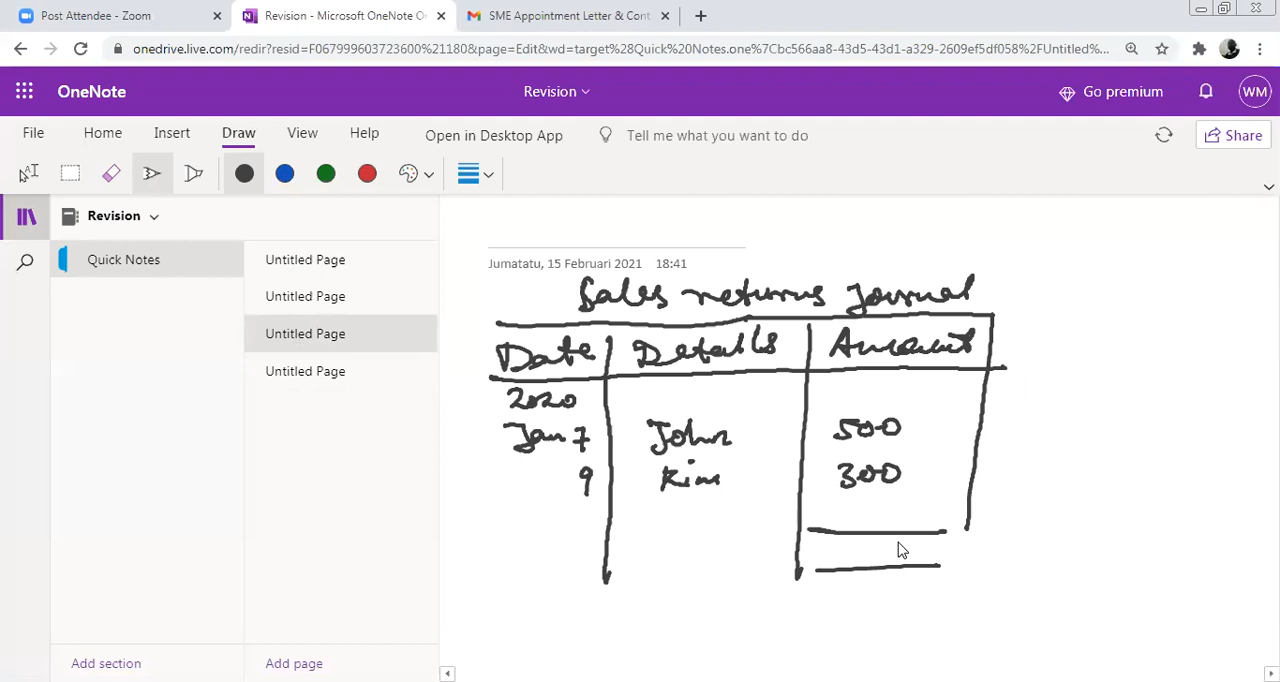 Post Attendee - Zoom
Revision - Microsoft OneNote O
SME Appointment Letter & Cont
onedrive.live.com/redir?resid=F067999603723600%21180&page=Edit&wd=target%28Quick%20Notes.one%7Cbc566aa8-43d5-43d1-a329-2609ef5df058%2FUntitled%...
OneNote
Revision
Go premium
WM
File Home Insert Draw View Help Open in Desktop App Tell me what you want to do Share
Revision
Quick Notes
Untitled Page
Untitled Page
Untitled Page
Untitled Page
Add section Add page
Jumatatu, 15 Februari 2021 18:41
Sales returns Journal
Date Details Amount
2020
Jan 7 John 500
9 Kim 300